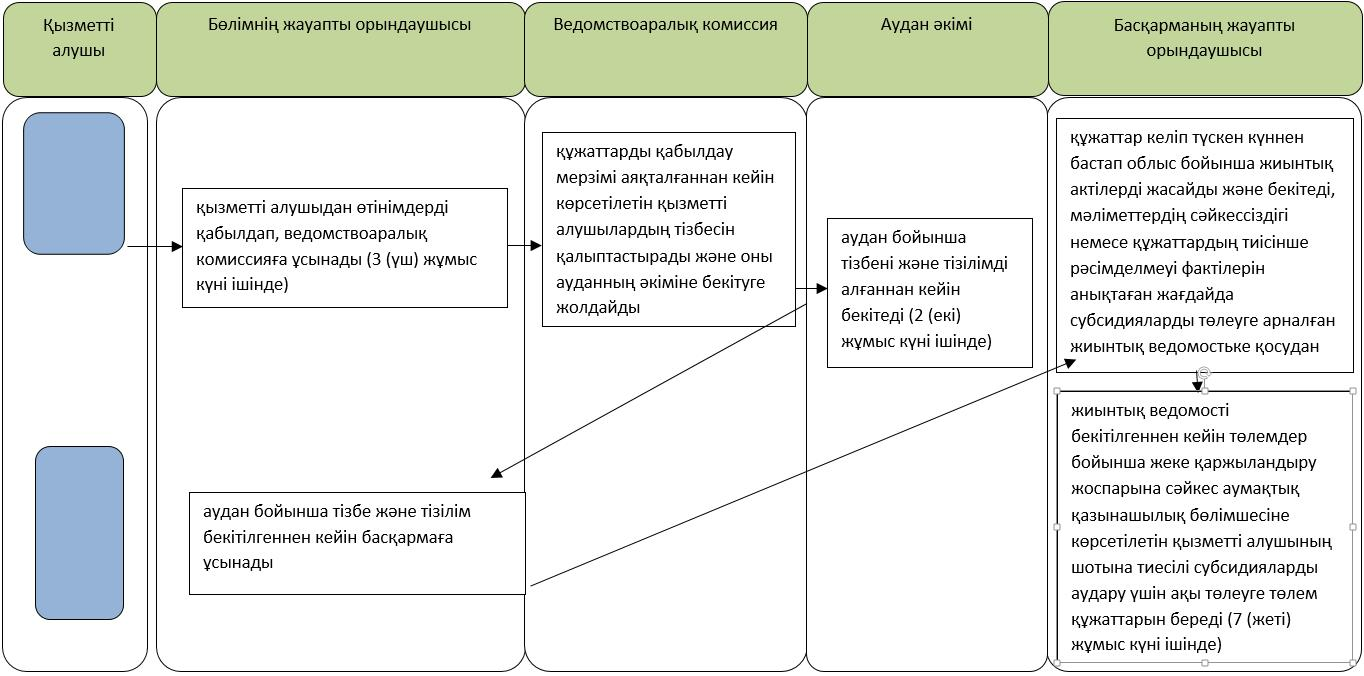 Қызметті
алушы
Бөлімнің жауапты орындаушысы
Ведомствоаралық комиссия
Аудан әкімі
Басқарманың жауапты
орындаушысы
қызметті алушыдан өтінімдерді
қабылдап, ведомствоаралық
комиссияға ұсынады (3 (үш) жұмыс
күні ішінде)
құжаттарды қабылдау
мерзімі аяқталғаннан кейін
көрсетілетін қызметті
алушылардың тізбесін
қалыптастырады және оны
ауданның әкіміне бекітуге
жолдайды
аудан бойынша
тізбені және тізілімді
алғаннан кейін
бекітеді (2 (екі)
жұмыс күні ішінде)
құжаттар келіп түскен күннен
бастап облыс бойынша жиынтық
актілерді жасайды және бекітеді,
мәліметтердің сәйкессіздігі
немесе құжаттардың тиісінше
рәсімделмеуі фактілерін
анықтаған жағдайда
субсидияларды төлеуге арналған
жиынтық ведомостьке қосудан
аудан бойынша тізбе және тізілім
бекітілгеннен кейін басқармаға
ұсынады
жиынтық ведомості
бекітілгеннен кейін төлемдер
бойынша жеке қаржыландыру
жоспарына сәйкес аумақтық
қазынашылық бөлімшесіне
көрсетілетін қызметті алушының
шотына тиесілі субсидияларды
аудару үшін ақы төлеуге төлем
құжаттарын береді (7 (жеті)
жұмыс күні ішінде)